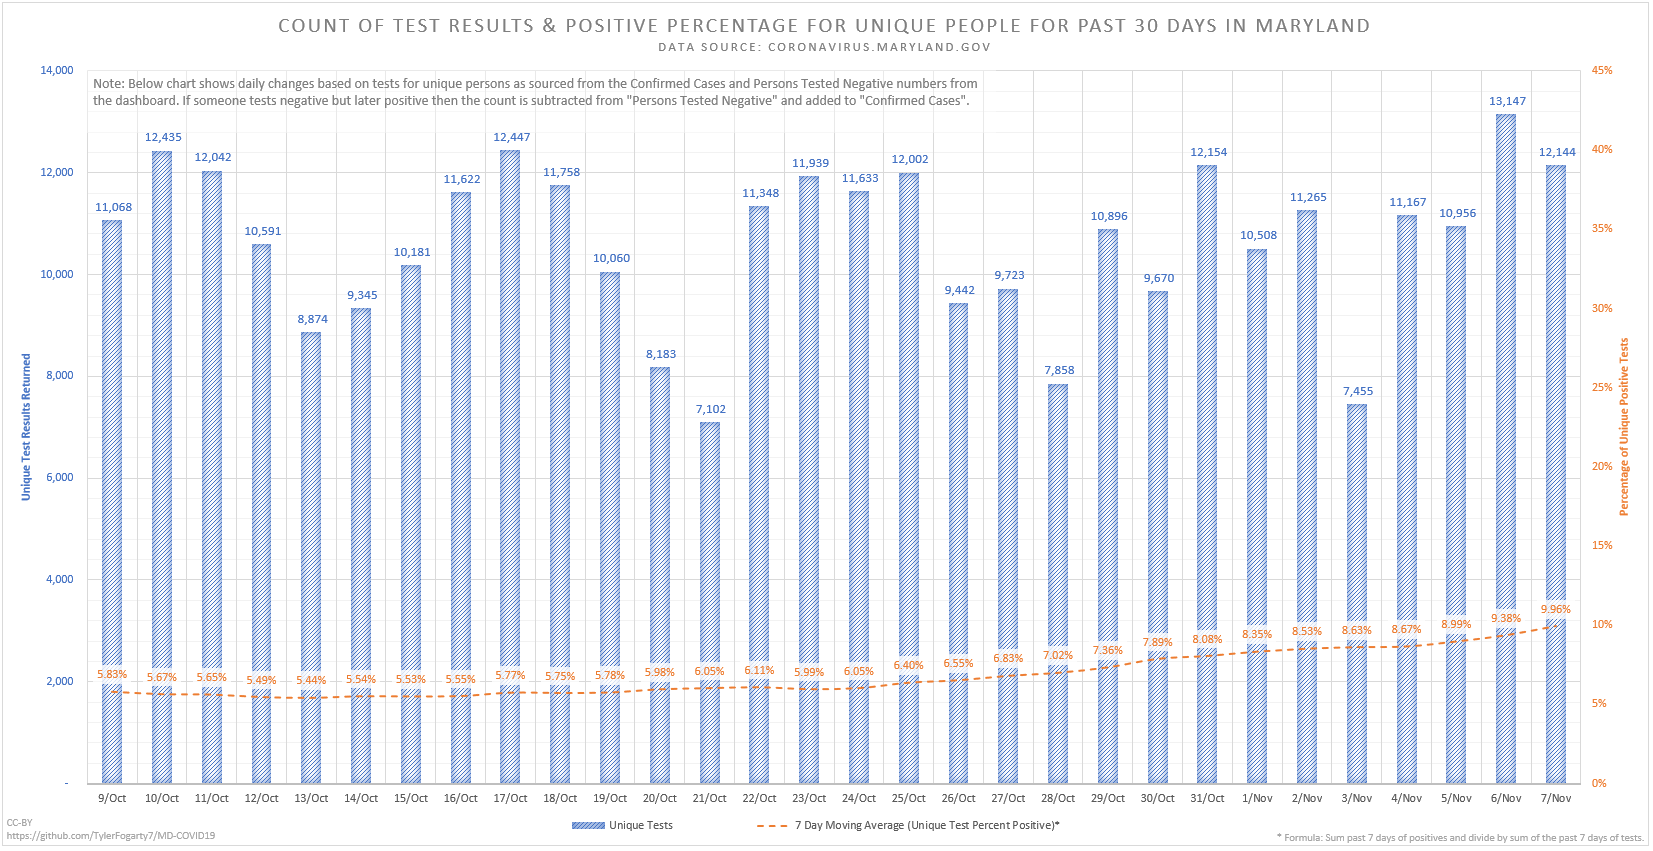 COUNT OF TEST RESULTS & POSITIVE PERCENTAGE FOR UNIQUE PEOPLE FOR PAST 30 DAYS IN MARYLAND
DATA SOURCE: CORONAVIRUS.MARYLAND.GOV
Note: Below chart shows daily changes based on tests for unique persons as sourced from the Confirmed Cases and Persons Tested Negative numbers from
the dashboard. If someone tests negative but later positive then the count is subtracted from "Persons Tested Negative" and added to "Confirmed Cases".
Unique Test Results Returned
14,000
12,000
10,000
8,000
6,000
4,000
2,000
-
11,068 12,435 12,042 10,591 8,874 9,345 10,181 11,622 12,447 11,758 10,060 8,183 7,102 11,348 11,939 11,633 12,002 9,442 9,723 7,858 10,896 9,670 12,154 10,508 11,265 7,455 11,167 10,956 13,147 12,144
5.83% 5.67% 5.65% 5.49% 5.44% 5.54% 5.53% 5.55% 5.77% 5.75% 5.78% 5.98% 6.05% 6.11% 5.99% 6.05% 6.40% 6.55% 6.83% 7.02% 7.36% 7.89% 8.08% 8.35% 8.53% 8.63% 8.67% 8.99% 9.38% 9.96%
45%
40%
35%
30%
25%
20%
15%
10%
5%
0%
Percentage of Unique Positive Tests
9/Oct 10/Oct 11/Oct 12/Oct 13/Oct 14/Oct 15/Oct 16/Oct 17/Oct 18/Oct 19/Oct 20/Oct 21/Oct 22/Oct 23/Oct 24/Oct 25/Oct 26/Oct 27/Oct 28/Oct 29/Oct 30/Oct 31/Oct 1/Nov 2/Nov 3/Nov 4/Nov 5/Nov 6/Nov 7/Nov
Unique Tests 7 Day Moving Average (Unique Test Percent Positive)*
CC-BY
https://github.com/TylerFogarty7/MD-COVID19
* Formula: Sum past 7 days of positives and divide by sum of the past 7 days of tests.